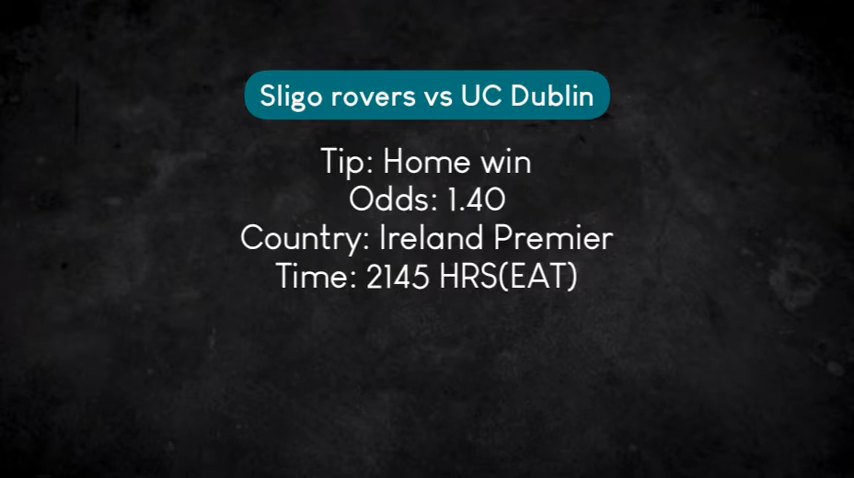 Sligo rovers vs UC Dublin
Tip: Home win
Odds: 1.40
Country: Ireland Premier
Time: 2145 HRS(EAT)